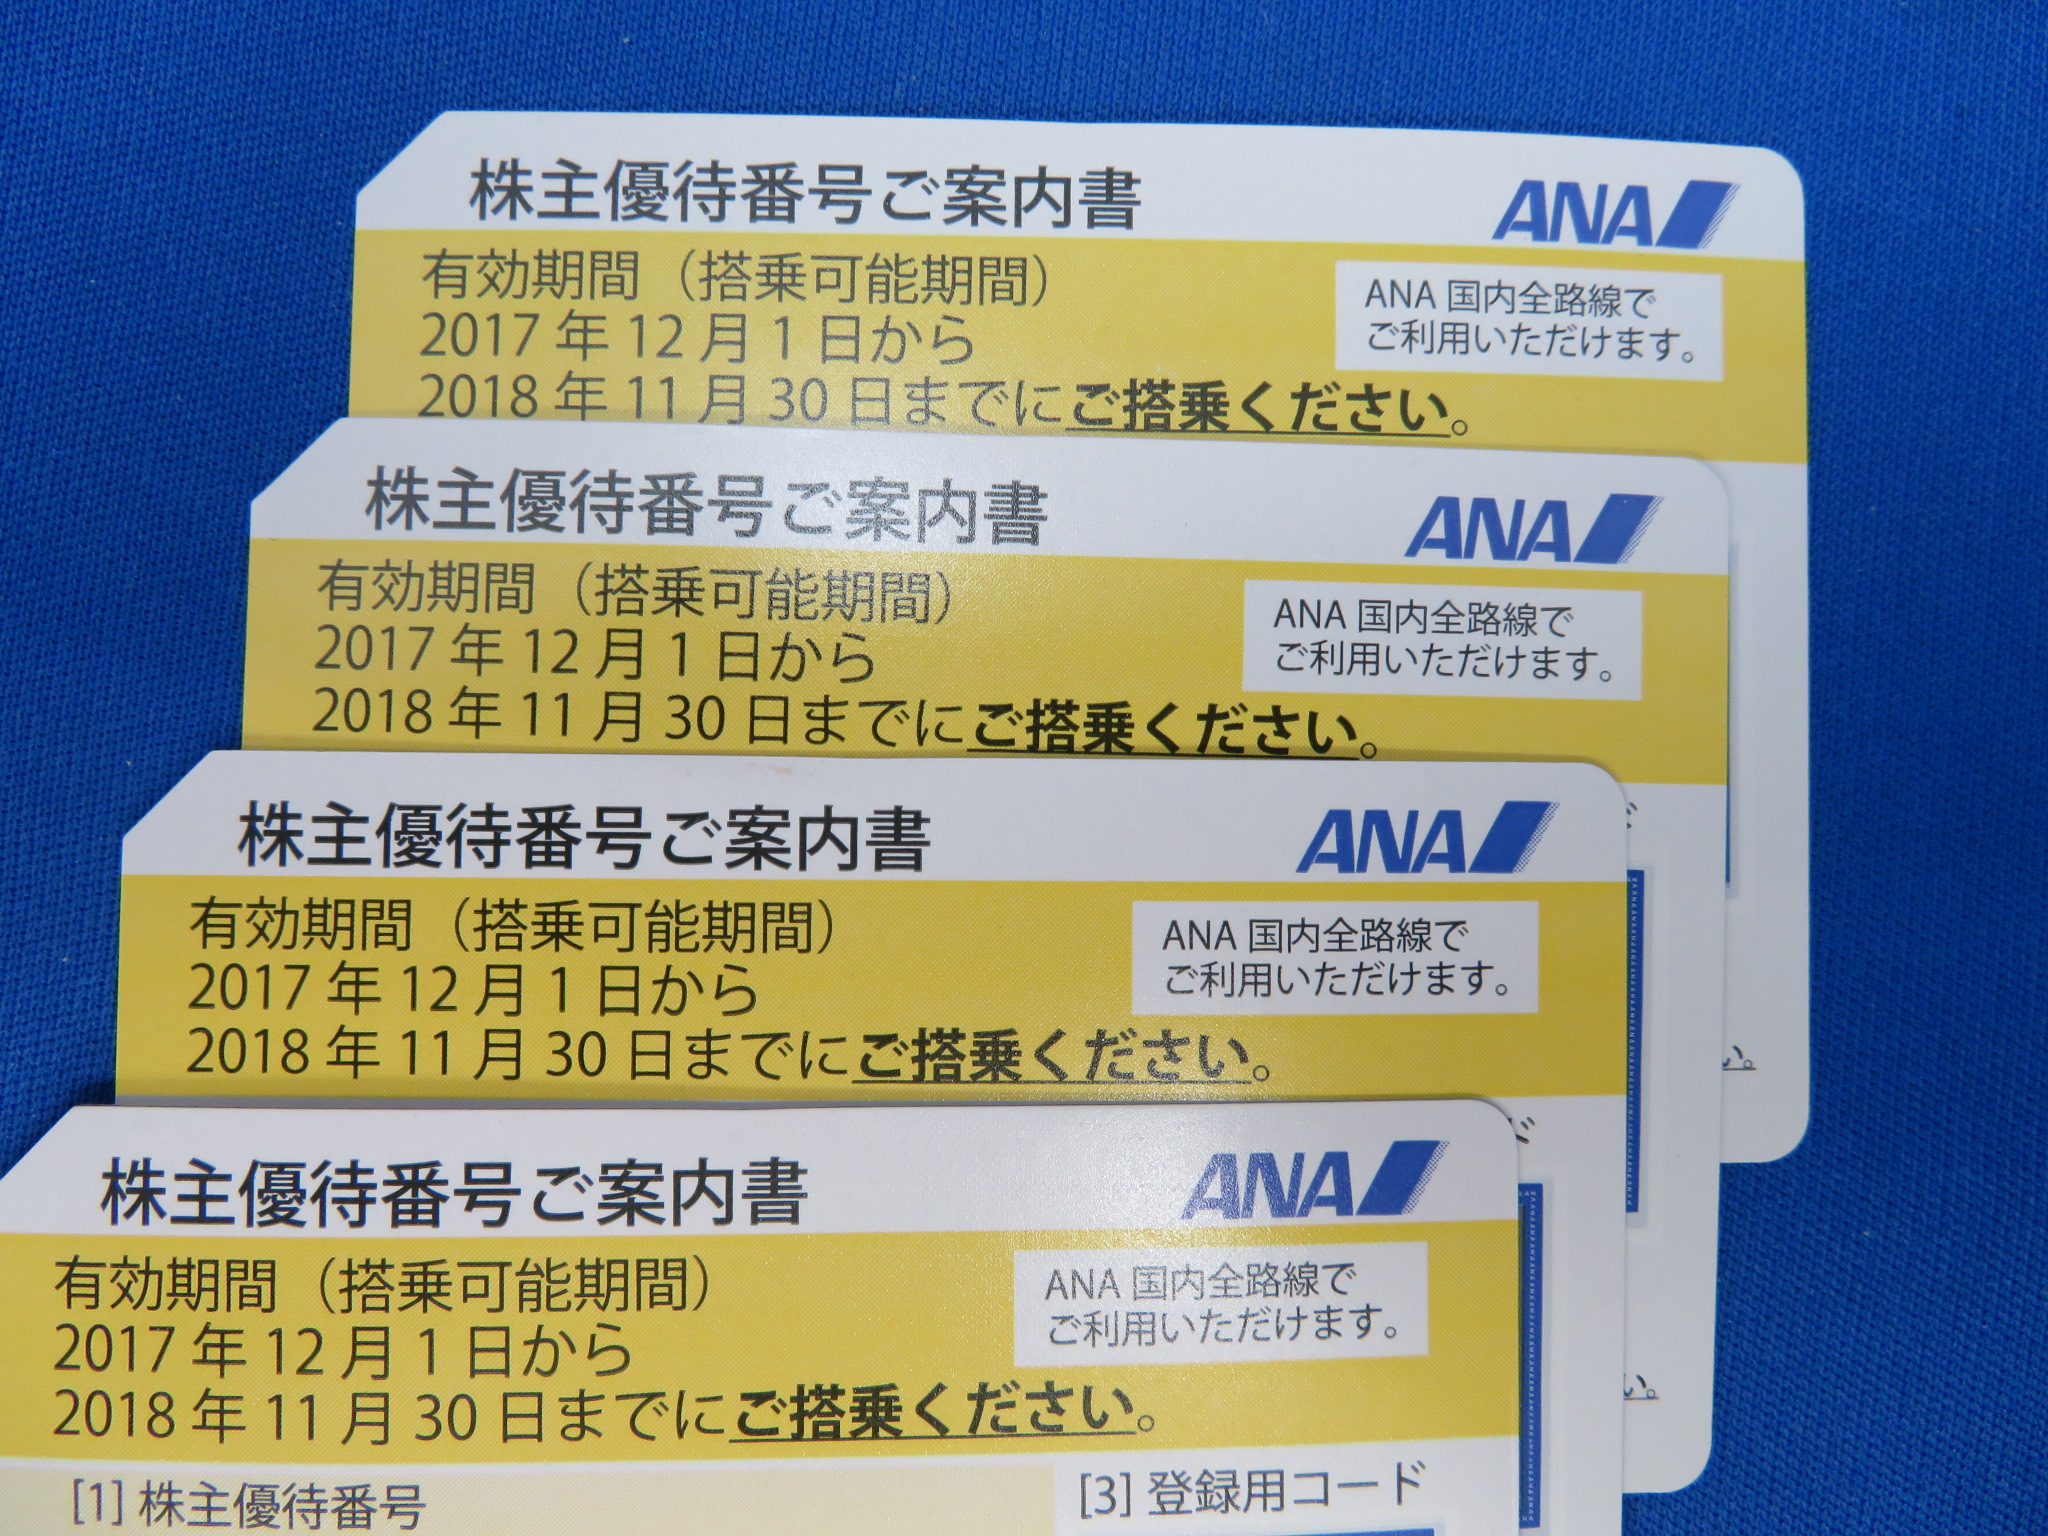 株主優待番号ご案内書
ANA
有効期間（搭乗可能期間）
2017 年 12 月 1 日から
2018 年 11 月 30 日までにご搭乗ください。
ANA 国内全路線で
ご利用いただけます。
株主優待番号ご案内書
ANA
有効期間（搭乗可能期間）
2017 年 12 月 1 日から
2018 年 11 月 30 日までにご搭乗ください。
ANA 国内全路線で
ご利用いただけます。
株主優待番号ご案内書
ANA
有効期間（搭乗可能期間）
2017 年 12 月 1 日から
2018 年 11 月 30 日までにご搭乗ください。
ANA 国内全路線で
ご利用いただけます。
い。
株主優待番号ご案内書
ANA
有効期間（搭乗可能期間）
2017 年 12 月 1 日から
2018 年 11 月 30 日までにご搭乗ください。
ANA 国内全路線で
ご利用いただけます。
い。
[1] 株主優待番号
[3] 登録用コード